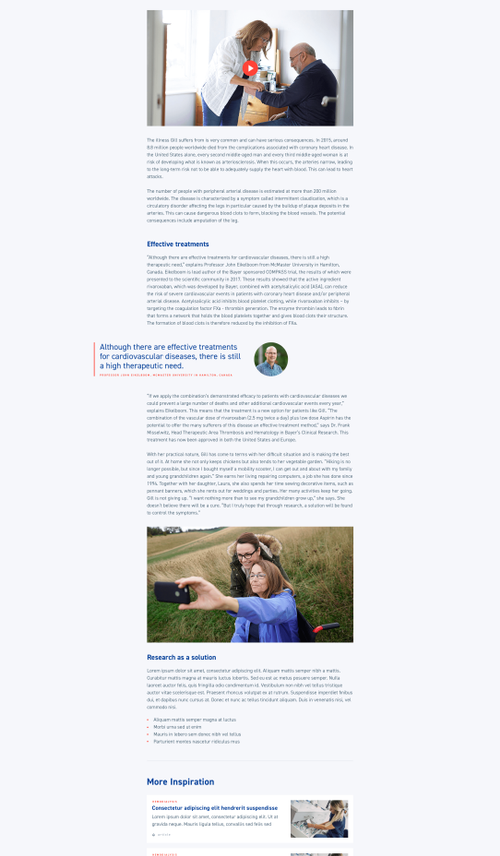 The illness Gill suffers from is very common and can have serious consequences. In 2015, around
8.9 million people worldwide died from the complications associated with coronary heart disease. In
the United States alone, every second middle-aged man and every third middle-aged woman is at
risk of developing what is known as arteriosclerosis. When this symptom occurs, the arteries narrow, leading
to the long-term risk not to be able to adequately supply the heart with blood. This can lead to heart
attacks.
The number of people with peripheral arterial disease is estimated at more than 200 million
worldwide. The disease is characterised by a symptom called intermittent claudication, which is a
circulatory disorder affecting the legs in particular caused by the buildup of plaque deposits in the
arteries. This can cause dangerous blood clots to form, blocking the blood vessels. The potential
consequences include amputation of the leg.
Effective treatments
"Although there are effective treatments for cardiovascular diseases, there is still a high
therapeutic need," explains Professor John Eikelboom from McMaster University in Hamilton,
Canada. Eikelboom is lead author of the Bayer sponsored COMPASS trial, the results of which were
presented to the scientific community in 2017. These results showed that the active ingredient
rivaroxaban, which was developed by Bayer, combined with acetylsalicylic acid (ASA), can reduce
the risk of severe cardiovascular events in patients with coronary heart disease and/or peripheral
arterial disease. Acetylsalicylic acid inhibits blood platelet clotting, while rivaroxaban inhibits – by
targeting the coagulation factor FXa - thrombin generation. The enzyme thrombin leads to fibrin
that forms a network that holds the blood platelets together and gives blood clots their structure.
The formation of blood clots is therefore reduced by the inhibition of FXa.
Although there are effective treatments
for cardiovascular diseases, there is still
a high therapeutic need.
PROFESSOR JOHN EIKELBOOM, MCMASTER UNIVERSITY IN HAMILTON, CANADA
"If we apply the combination's demonstrated efficacy to patients with cardiovascular diseases we
could prevent a large number of deaths and other additional cardiovascular events every year,"
explains Eikelboom. This means that the treatment is a new option for patients like Gill. "The
combination of the vascular dose of rivaroxaban (2.5 mg twice a day) plus low dose Aspirin has the
potential to offer the many sufferers of this disease an effective treatment method," says Dr. Frank
Misselwitz, Head Therapeutic Area Thrombosis and Hematology in Bayer's Clinical Research. This
treatment has now been approved in both the United States and Europe.
With her practical nature, Gill has come to terms with her difficult situation and is making the best
out of it. At home she not only keeps chickens but also tends to her vegetable garden. "Hiking is no
longer possible, but since I bought myself a mobility scooter, I can get out and about with my family,
and young grandchildren again." She earns her living repairing computers, a job she has done since
1996. Together with her daughter, Laura, she also spends her time sewing decorative items, such as
pennant banners, which she rents out for weddings and parties. Her many activities keep her going.
Gill is not giving up. "I want nothing more than to see my grandchildren grow up," she says. She
doesn't believe there will be a cure. "But I truly hope that through research, a solution will be found
to control the symptoms."
Research as a solution
Lorem ipsum dolor sit amet, consectetur adipiscing elit. Aliquam mattis semper nibh a mattis.
Curabitur mattis magna at mauris luctus lobortis. Sed vel est ac metus posuere semper. Nulla
laoreet auctor felis, quis fringilla odio condimentum id. Vestibulum non nibh vel tellus tristique
auctor vitae scelerisque est. Praesent rhoncus volutpat ex at rutrum. Suspendisse imperdiet finibus
dui, in dapibus nunc cursus at. Donec et nunc ac tellus tincidunt aliquam. Duis in venenatis nisi, vel
commodo nisl.
Aliquam mattis semper magna at luctus
Morbi urna sed at enim
Mauris in lobore sem donec nibh vel tellus
Parturient montes nascetur ridiculus mus
More Inspiration
Consectetur adipiscing elit hendrerit suspendisse
Lorem ipsum dolor sit amet, consectetur adipiscing elit. Ut at
gravida neque. Mauris ligula tellus, convallis sed felis sed